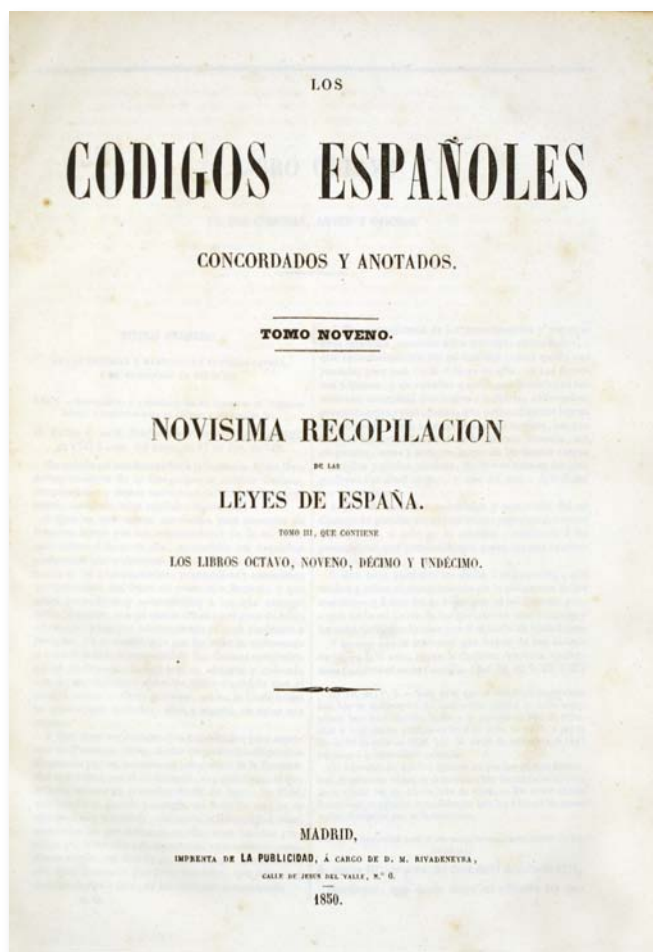 LOS
CODIGOS ESPAÑOLES
CONCORDADOS Y ANOTADOS.
TOMO NOVENO.
NOVISIMA RECOPILACION
DE LAS
LEYES DE ESPAÑA.
TOMO III, QUE CONTIENE
LOS LIBROS OCTAVO, NOVENO, DÉCIMO Y UNDÉCIMO.
MADRID,
IMPRENTA DE LA PUBLICIDAD, Á CARGO DE D. M. RIVADENEYRA,
CALLE DE JESUS DEL VALLE, N.º 6.
1850.